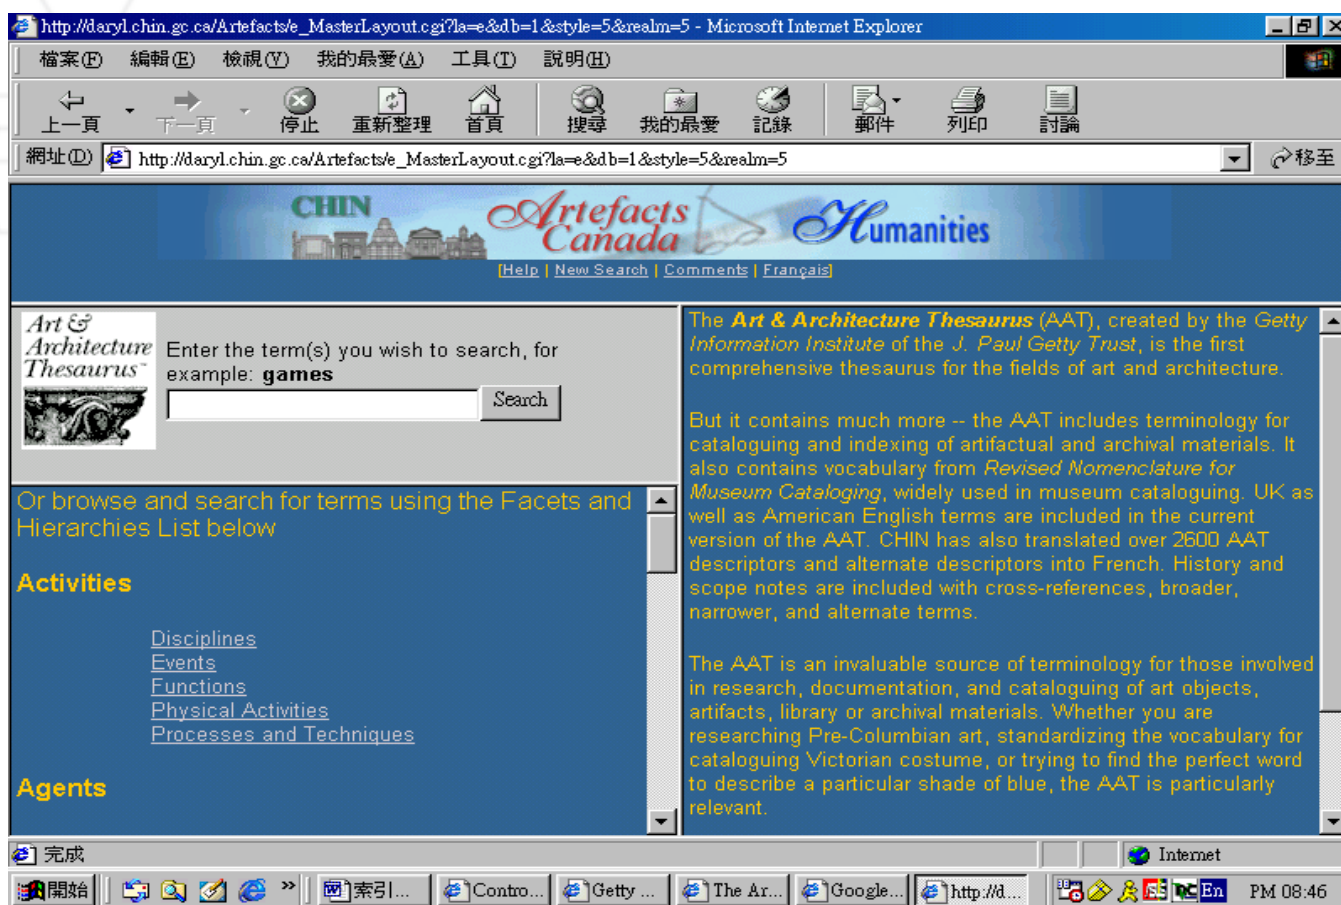 http://daryl.chin.gc.ca/Artefacts/e_MasterLayout.cgi?la=e&db=1&style=5&realm=5 - Microsoft Internet Explorer
檔案(F) 編輯(E) 檢視(V) 我的最愛(A) 工具(T) 說明(H)
上一頁 下一頁 停止 重新整理 首頁 搜尋 我的最愛 記錄 郵件 列印 討論
網址(D) http://daryl.chin.gc.ca/Artefacts/e_MasterLayout.cgi?la=e&db=1&style=5&realm=5 移至
CHIN Artefacts Canada Humanities
[Help | New Search | Comments | Français]
Art &
Architecture
Thesaurus™
Enter the term(s) you wish to search, for
example: games
Search
Or browse and search for terms using the Facets and
Hierarchies List below
Activities
Disciplines
Events
Functions
Physical Activities
Processes and Techniques
Agents
The Art & Architecture Thesaurus (AAT), created by the Getty
Information Institute of the J. Paul Getty Trust, is the first
comprehensive thesaurus for the fields of art and architecture.
But it contains much more -- the AAT includes terminology for
cataloguing and indexing of artifactual and archival materials. It
also contains vocabulary from Revised Nomenclature for
Museum Cataloging, widely used in museum cataloguing. UK as
well as American English terms are included in the current
version of the AAT. CHIN has also translated over 2600 AAT
descriptors and alternate descriptors into French. History and
scope notes are included with cross-references, broader,
narrower, and alternate terms.
The AAT is an invaluable source of terminology for those involved
in research, documentation, and cataloguing of art objects,
artifacts, library or archival materials. Whether you are
researching Pre-Columbian art, standardizing the vocabulary for
cataloguing Victorian costume, or trying to find the perfect word
to describe a particular shade of blue, the AAT is particularly
relevant.
完成 Internet
開始 » 索引... Contro... Getty ... The Ar... Google... http://d... En PM 08:46